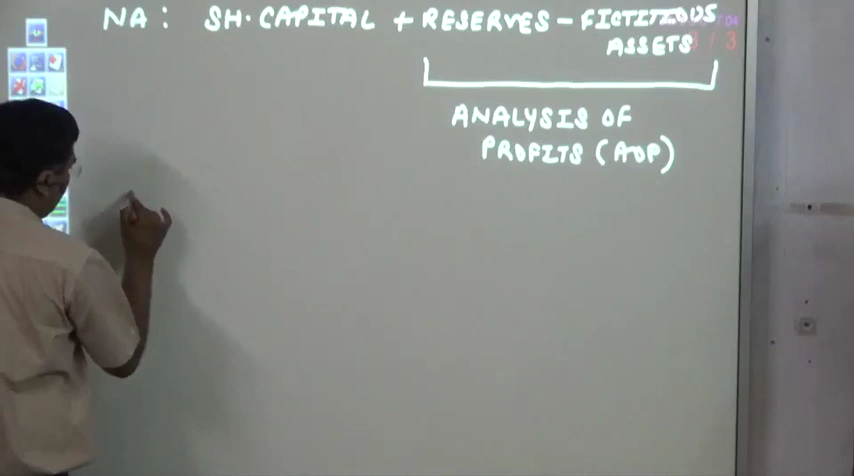 NA: SH. CAPITAL + RESERVES - FICTITIOUS
ASSETS
ANALYSIS OF
PROFITS (AOP)